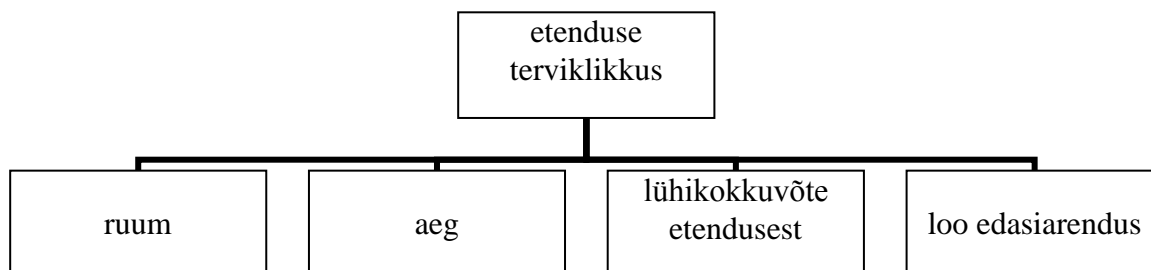 etenduse
terviklikkus
ruum
aeg
lühikokkuvõte
etendusest
loo edasiarendus